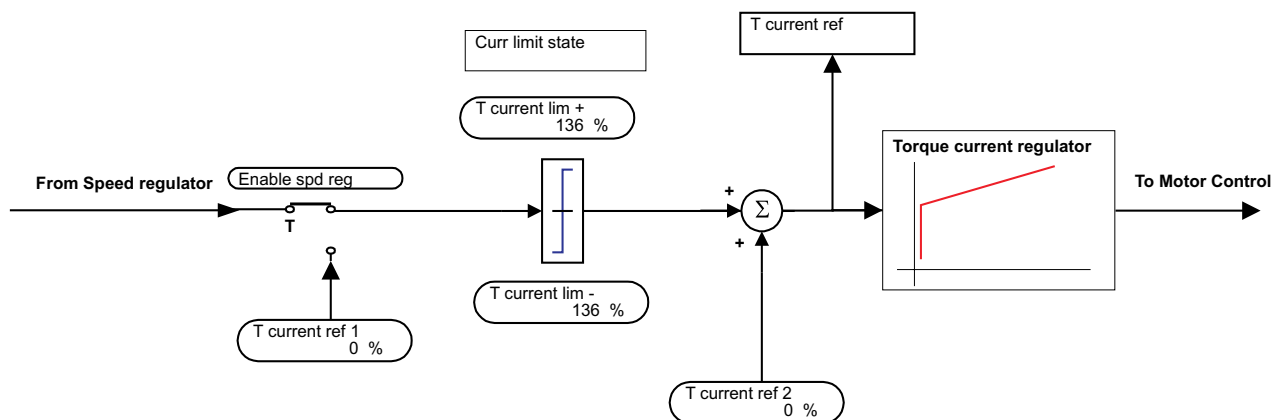 T current ref
Curr limit state
T current lim +
136 %
Torque current regulator
From Speed regulator
Enable spd reg
To Motor Control
T
+
Σ
+
T current lim -
136 %
T current ref 1
0 %
T current ref 2
0 %